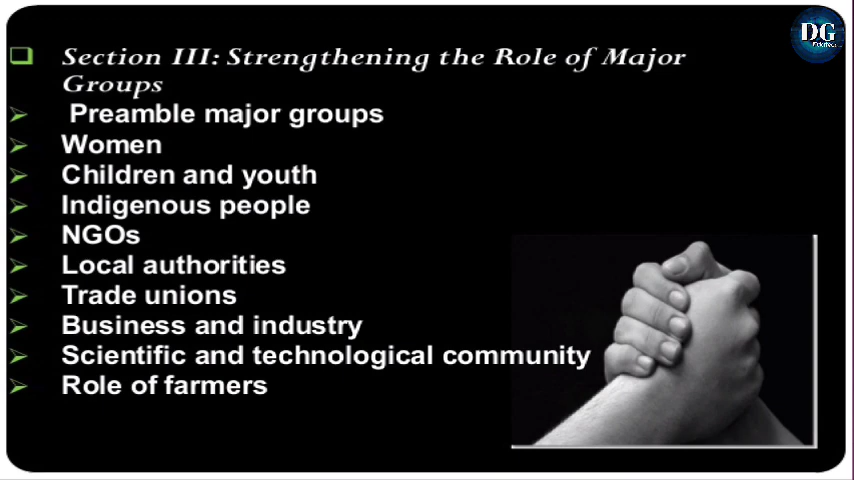 DG
Section III: Strengthening the Role of Major
Groups
Preamble major groups
Women
Children and youth
Indigenous people
NGOs
Local authorities
Trade unions
Business and industry
Scientific and technological community
Role of farmers